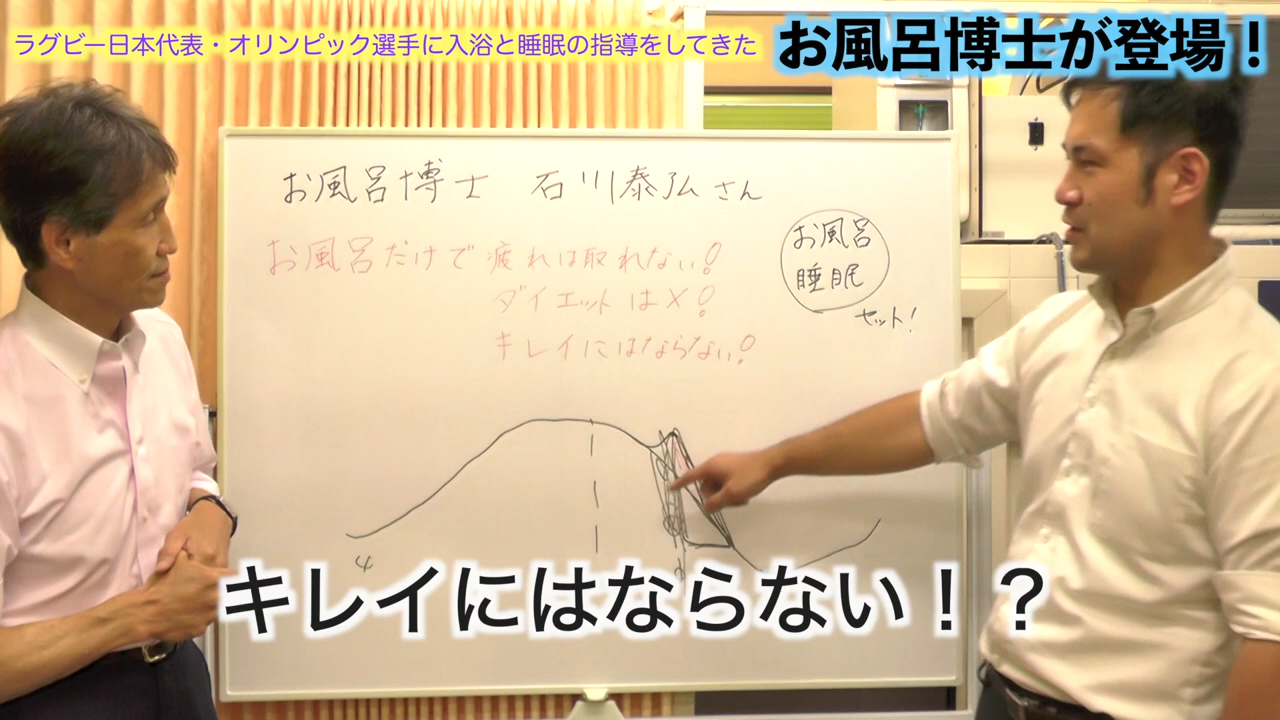 ラグビー日本代表・オリンピック選手に入浴と睡眠の指導をしてきた
お風呂博士が登場！
お風呂博士 石川泰弘さん
お風呂だけで疲れは取れない!
ダイエットは×!
キレイにはならない!
お風呂
睡眠
セット!
4
キレイにはならない！？